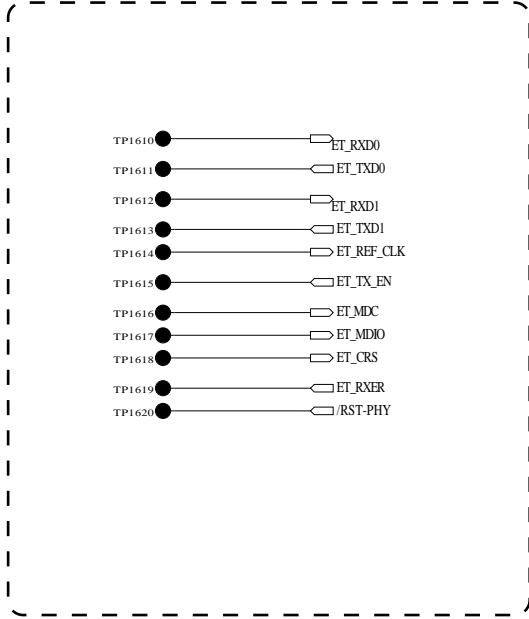 TP1610 ET_RXD0
TP1611 ET_TXD0
TP1612 ET_RXD1
TP1613 ET_TXD1
TP1614 ET_REF_CLK
TP1615 ET_TX_EN
TP1616 ET_MDC
TP1617 ET_MDIO
TP1618 ET_CRS
TP1619 ET_RXER
TP1620 /RST-PHY